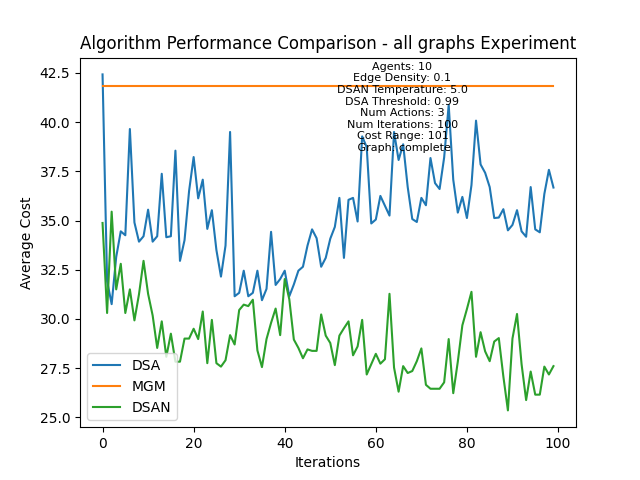 Algorithm Performance Comparison - all graphs Experiment
Agents: 10
Edge Density: 0.1
DSAN Temperature: 5.0
DSA Threshold: 0.99
Num Actions: 3
Num Iterations: 100
Cost Range: 101
Graph: complete
42.5
40.0
37.5
35.0
32.5
30.0
27.5
25.0
Average Cost
DSA
MGM
DSAN
0
20
40
60
80
100
Iterations